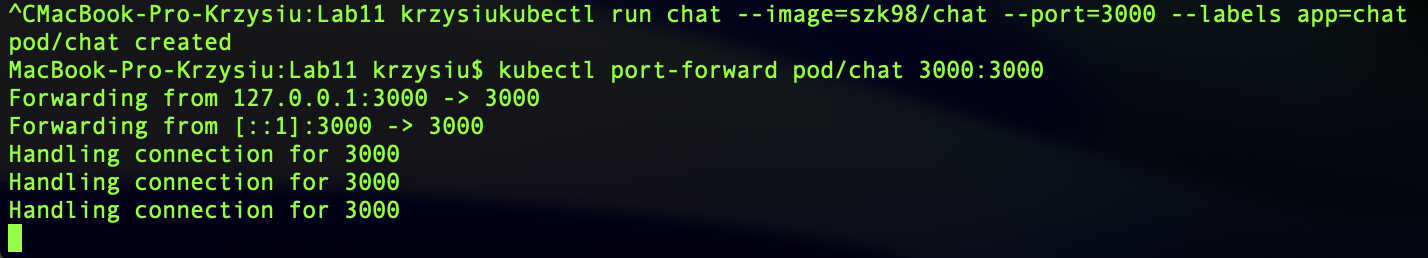 ^CMacBook-Pro-Krzysiu:Lab11 krzysiukubectl run chat --image=szk98/chat --port=3000 --labels app=chat
pod/chat created
MacBook-Pro-Krzysiu:Lab11 krzysiu$ kubectl port-forward pod/chat 3000:3000
Forwarding from 127.0.0.1:3000 -> 3000
Forwarding from [::1]:3000 -> 3000
Handling connection for 3000
Handling connection for 3000
Handling connection for 3000